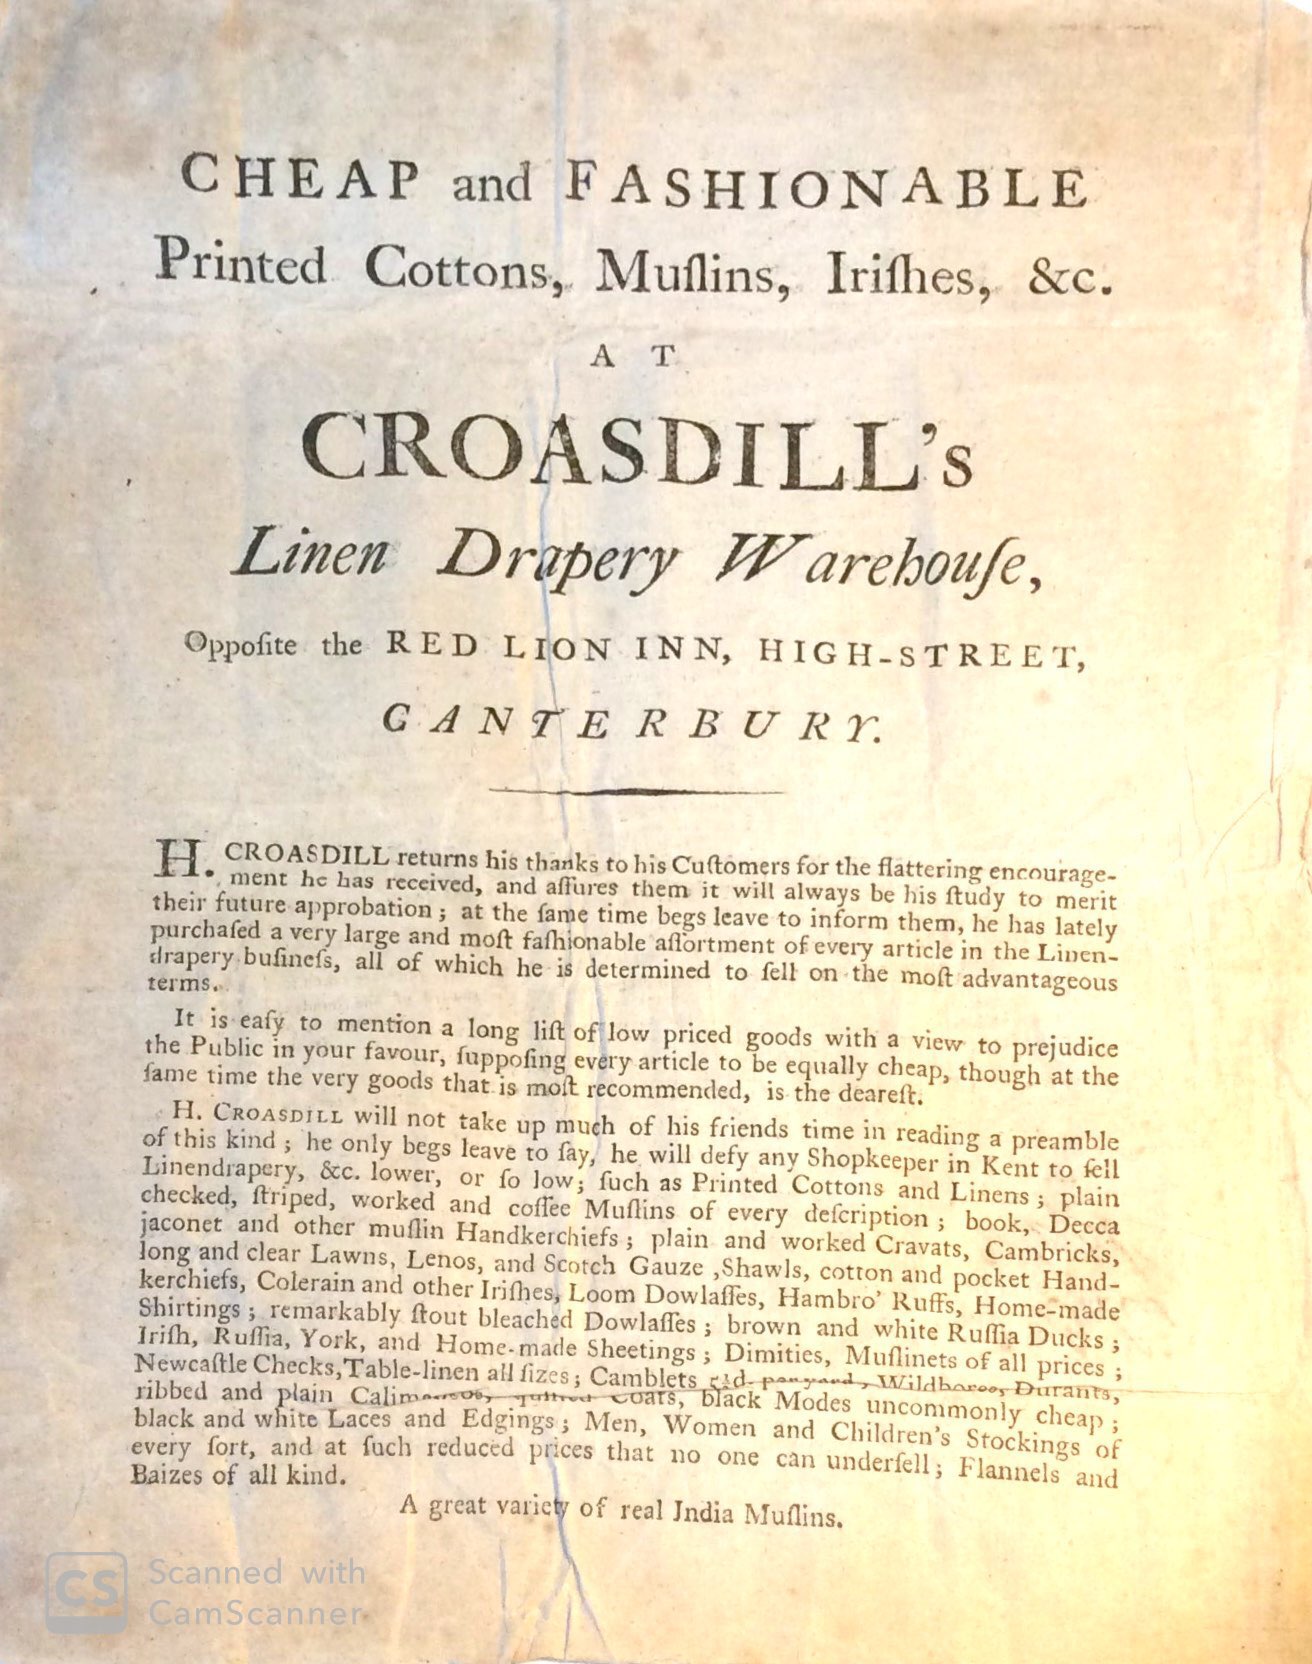 CHEAP and FASHIONABLE
Printed Cottons, Muſlins, Iriſhes, &c.
AT
CROASDILL's
Linen Drapery Warehouſe,
Oppoſite the RED LION INN, HIGH-STREET,
CANTERBURY.
H. CROASDILL returns his thanks to his Cuſtomers for the flattering encourage-
ment he has received, and aſſures them it will always be his ſtudy to merit
their future approbation; at the ſame time begs leave to inform them, he has lately
purchaſed a very large and moſt faſhionable aſſortment of every article in the Linen-
drapery buſineſs, all of which he is determined to ſell on the moſt advantageous
terms.
It is eaſy to mention a long liſt of low priced goods with a view to prejudice
the Public in your favour, ſuppoſing every article to be equally cheap, though at the
ſame time the very goods that is moſt recommended, is the deareſt.
H. CROASDILL will not take up much of his friends time in reading a preamble
of this kind; he only begs leave to ſay, he will defy any Shopkeeper in Kent to ſell
Linendrapery, &c. lower, or ſo low; ſuch as Printed Cottons and Linens; plain
checked, ſtriped, worked and coſſee Muſlins of every deſcription; book, Decca
jaconet and other muſlin Handkerchiefs; plain and worked Cravats, Cambricks,
long and clear Lawns, Lenos, and Scotch Gauze ,Shawls, cotton and pocket Hand-
kerchiefs, Colerain and other Iriſhes, Loom Dowlaſſes, Hambro' Ruffs, Home-made
Shirtings; remarkably ſtout bleached Dowlaſſes; brown and white Ruſſia Ducks;
Iriſh, Ruſſia, York, and Home-made Sheetings; Dimities, Muſlinets of all prices;
Newcaſtle Checks,Table-linen all ſizes; Camblets 5½d. per yard, Wildbores, Durants,
ribbed and plain Calimancos, quilted Coats, black Modes uncommonly cheap;
black and white Laces and Edgings; Men, Women and Children's Stockings of
every ſort, and at ſuch reduced prices that no one can underſell; Flannels and
Baizes of all kind.
A great variety of real India Muſlins.
CS Scanned with
CamScanner